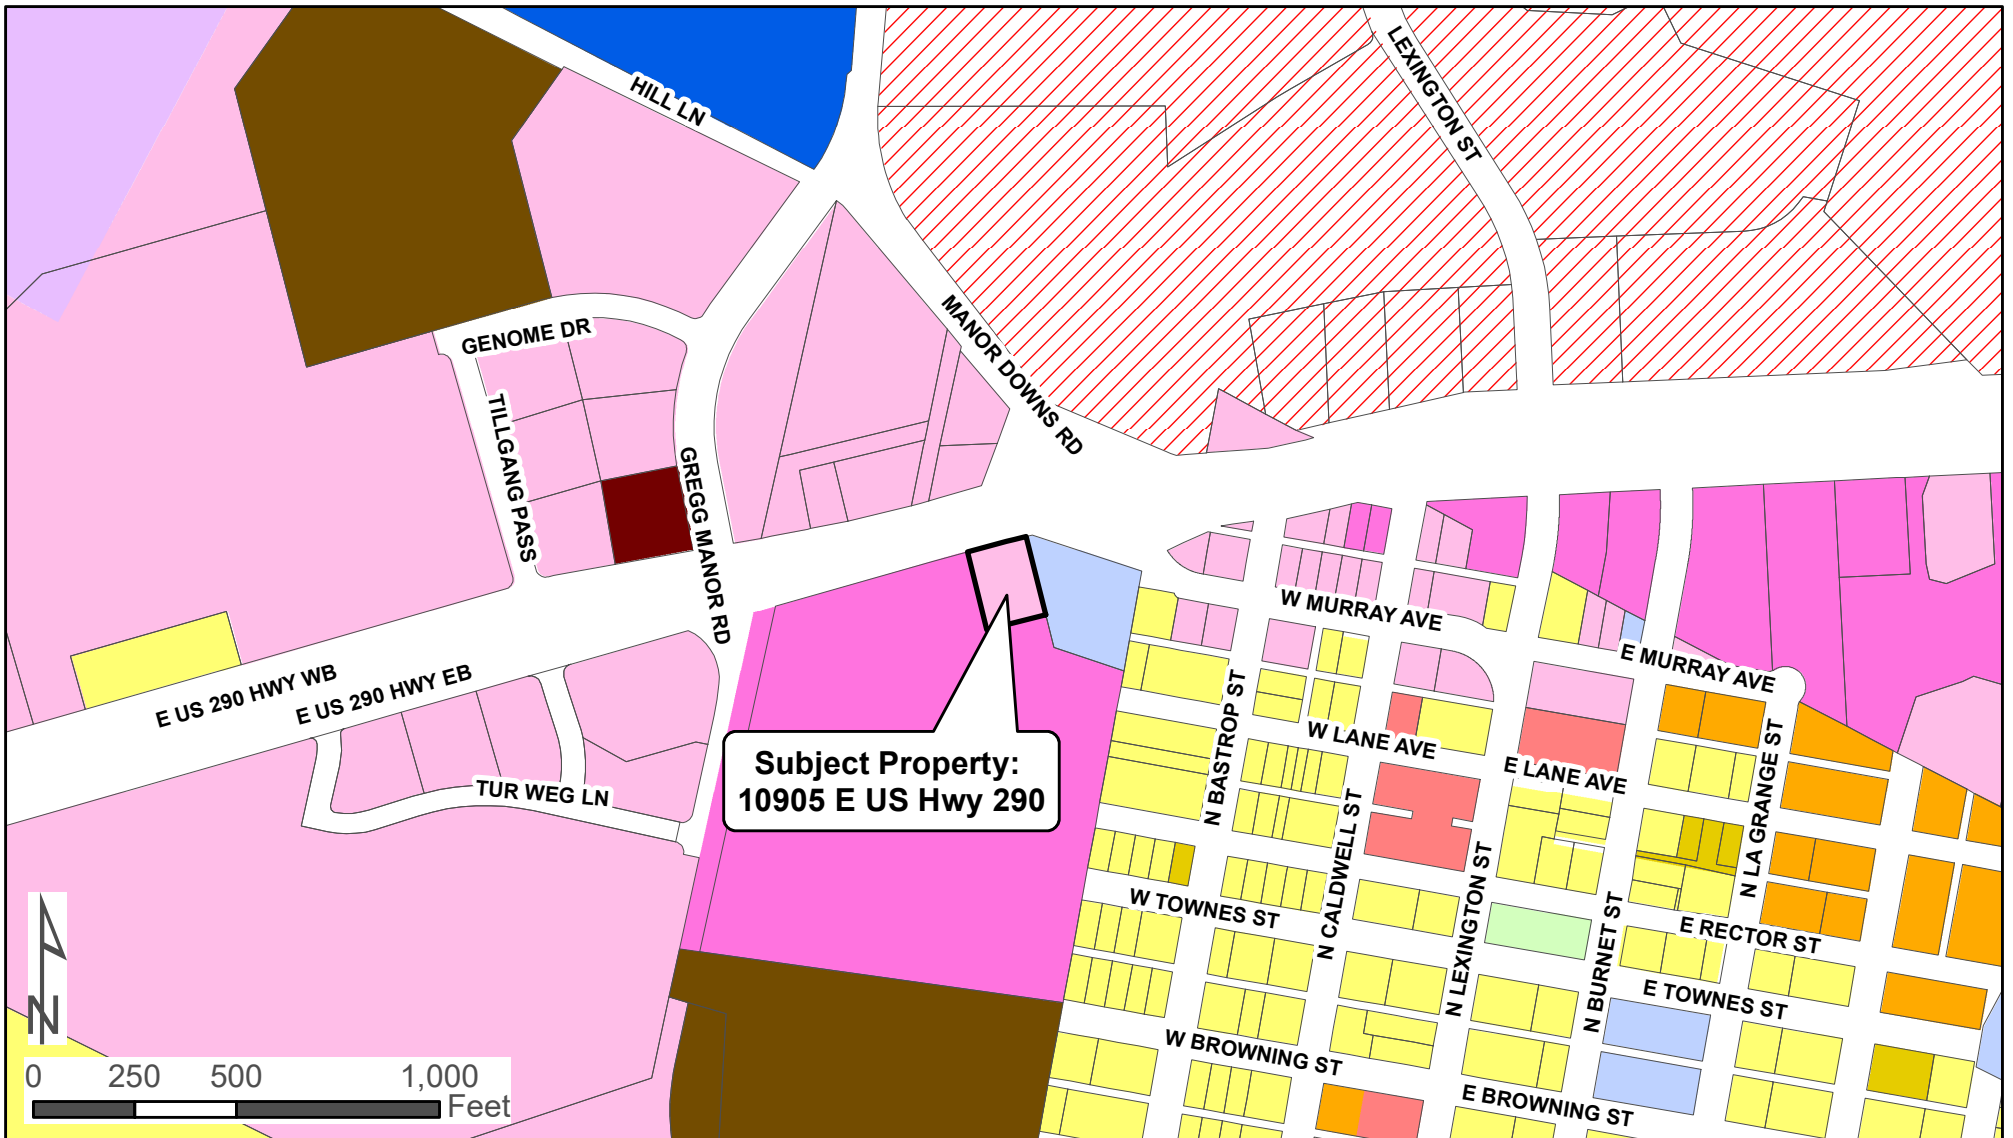 HILL LN
LEXINGTON ST
GENOME DR
MANOR DOWNS RD
TILLGANG PASS
GREGG MANOR RD
W MURRAY AVE
E MURRAY AVE
E US 290 HWY WB
E US 290 HWY EB
TUR WEG LN
Subject Property:
10905 E US Hwy 290
N BASTROP ST
W LANE AVE
E LANE AVE
N CALDWELL ST
N LEXINGTON ST
N BURNET ST
N LA GRANGE ST
W TOWNES ST
E RECTOR ST
E TOWNES ST
W BROWNING ST
E BROWNING ST
N
0 250 500 1,000
Feet